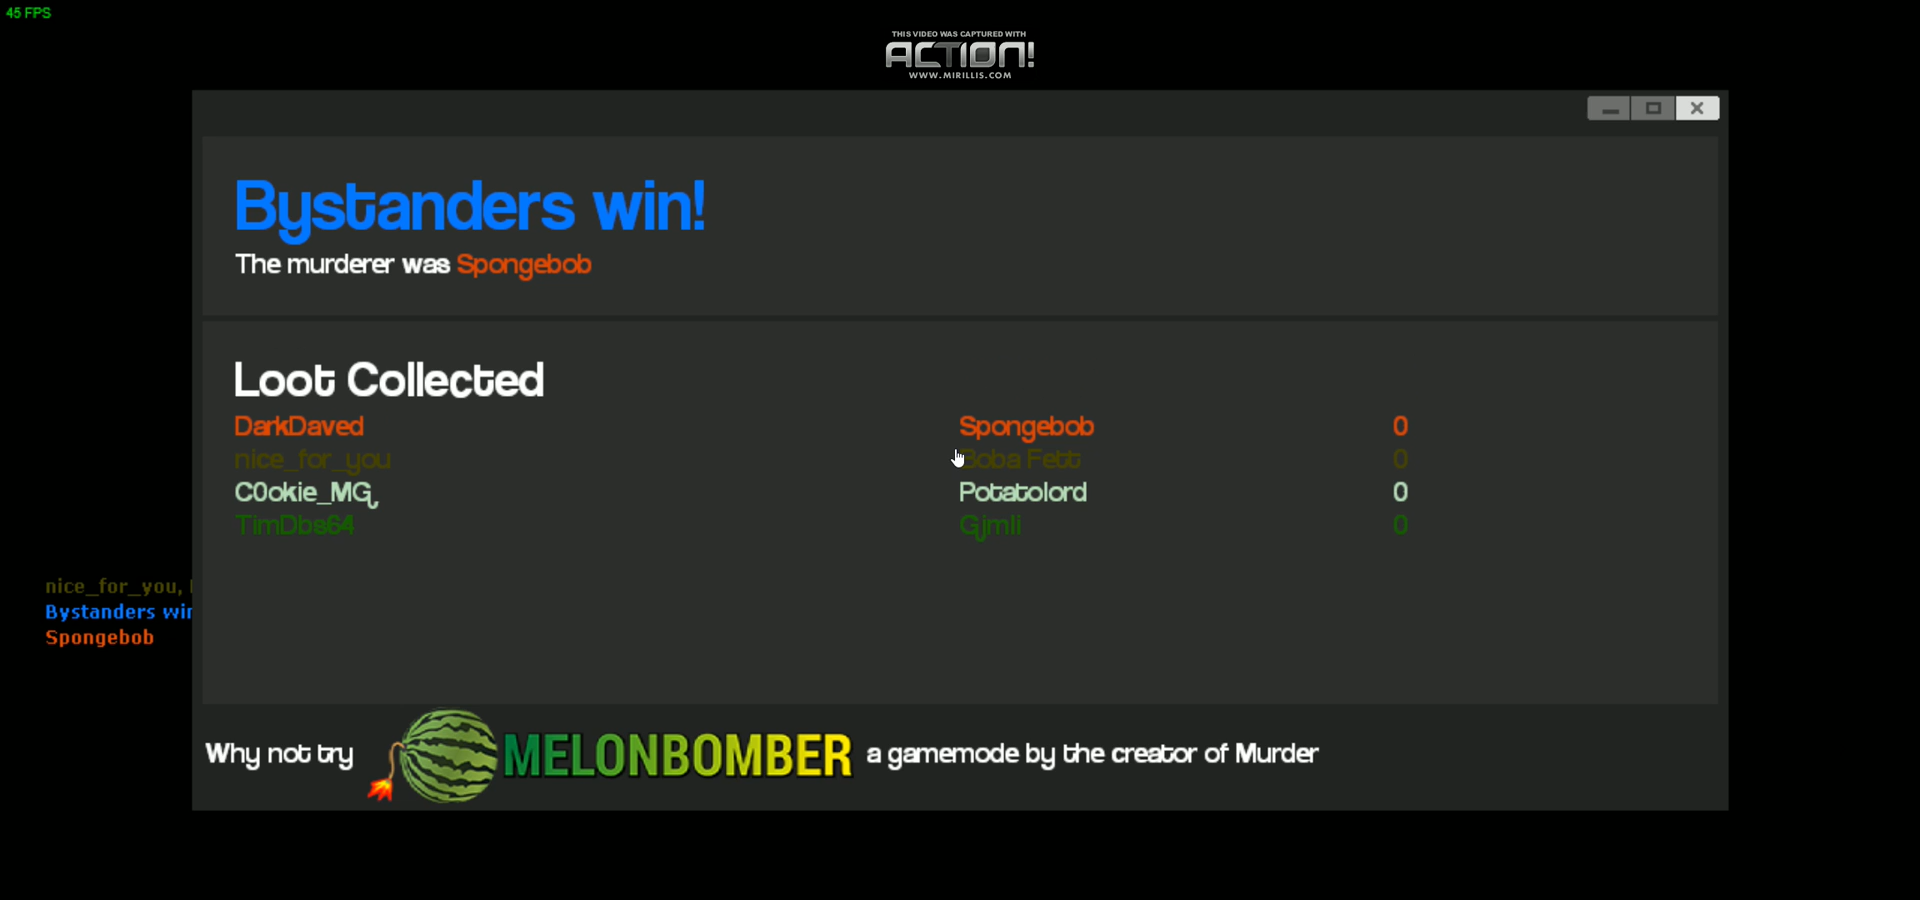 45 FPS
THIS VIDEO WAS CAPTURED WITH
ACTION!
WWW.MIRILLIS.COM
Bystanders win!
The murderer was Spongebob
Loot Collected
DarkDaved Spongebob 0
nice_for_you Boba Fett 0
C0okie_MG, Potatolord 0
TimDbs64 Gjmli 0
nice_for_you,
Bystanders win
Spongebob
Why not try MELONBOMBER a gamemode by the creator of Murder